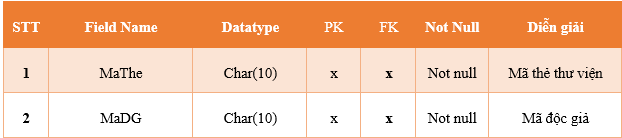 STT Field Name Datatype PK FK Not Null Diễn giải
1 MaThe Char(10) x x Not null Mã thẻ thư viện
2 MaDG Char(10) x x Not null Mã độc giả